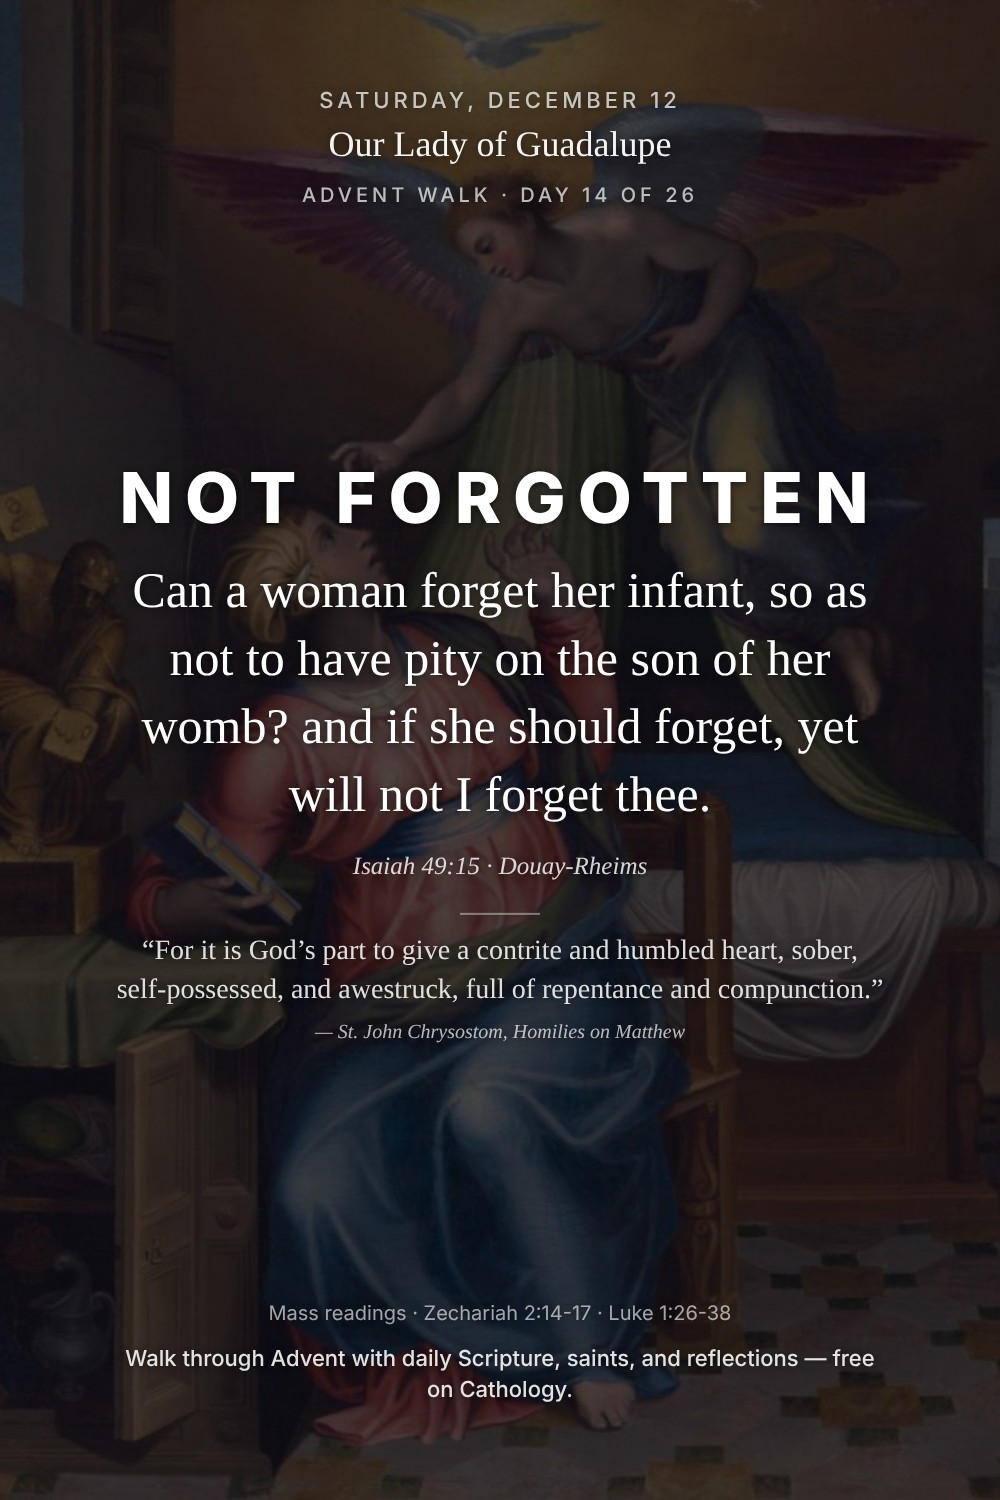 SATURDAY, DECEMBER 12
Our Lady of Guadalupe
ADVENT WALK · DAY 14 OF 26
NOT FORGOTTEN
Can a woman forget her infant, so as
not to have pity on the son of her
womb? and if she should forget, yet
will not I forget thee.
Isaiah 49:15 · Douay-Rheims
“For it is God’s part to give a contrite and humbled heart, sober,
self-possessed, and awestruck, full of repentance and compunction.”
— St. John Chrysostom, Homilies on Matthew
Mass readings · Zechariah 2:14-17 · Luke 1:26-38
Walk through Advent with daily Scripture, saints, and reflections — free
on Cathology.